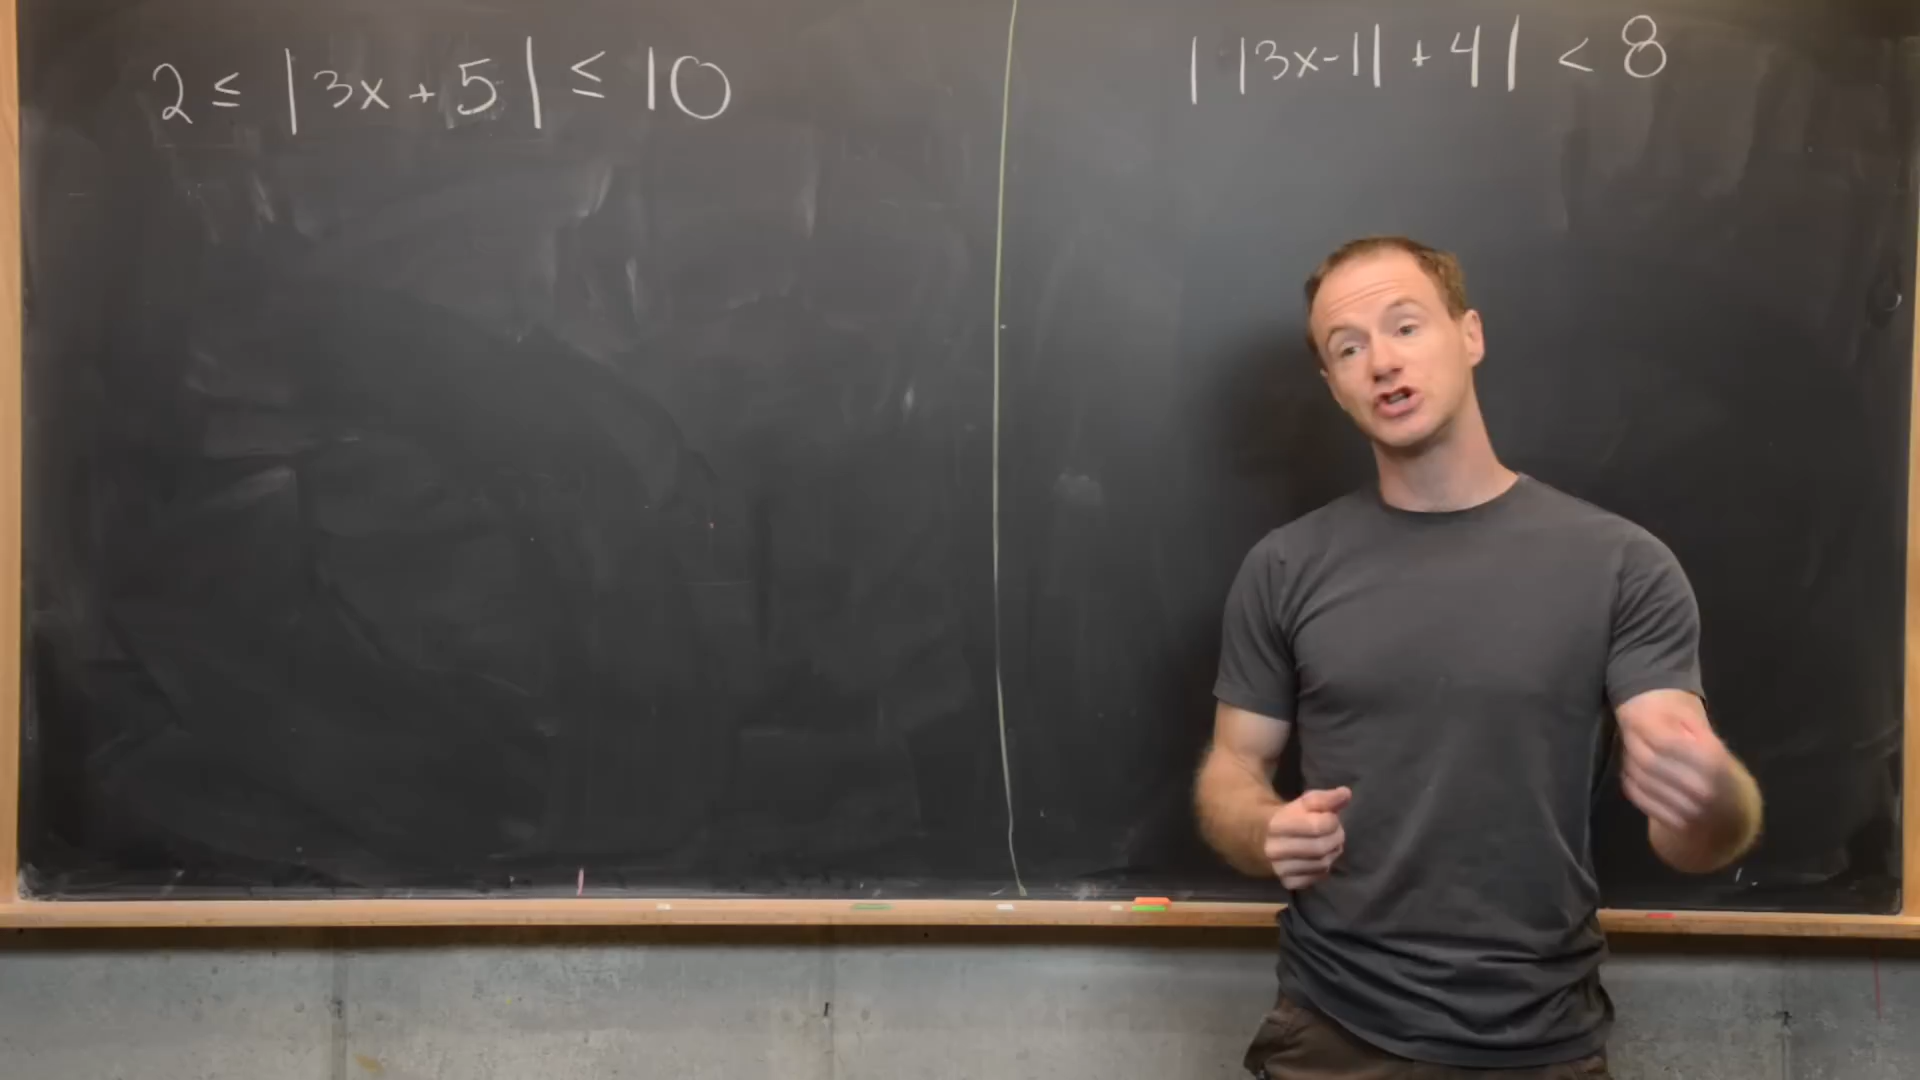 2 ≤ |3x + 5| ≤ 10
| |3x-1| + 4| < 8